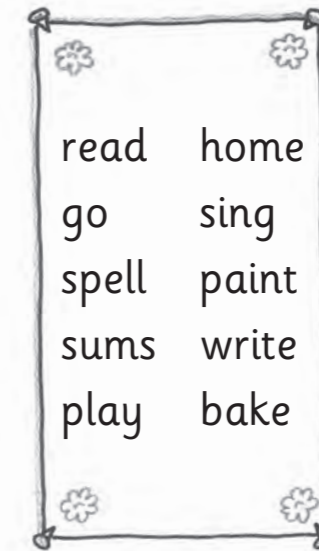 read home
go sing
spell paint
sums write
play bake